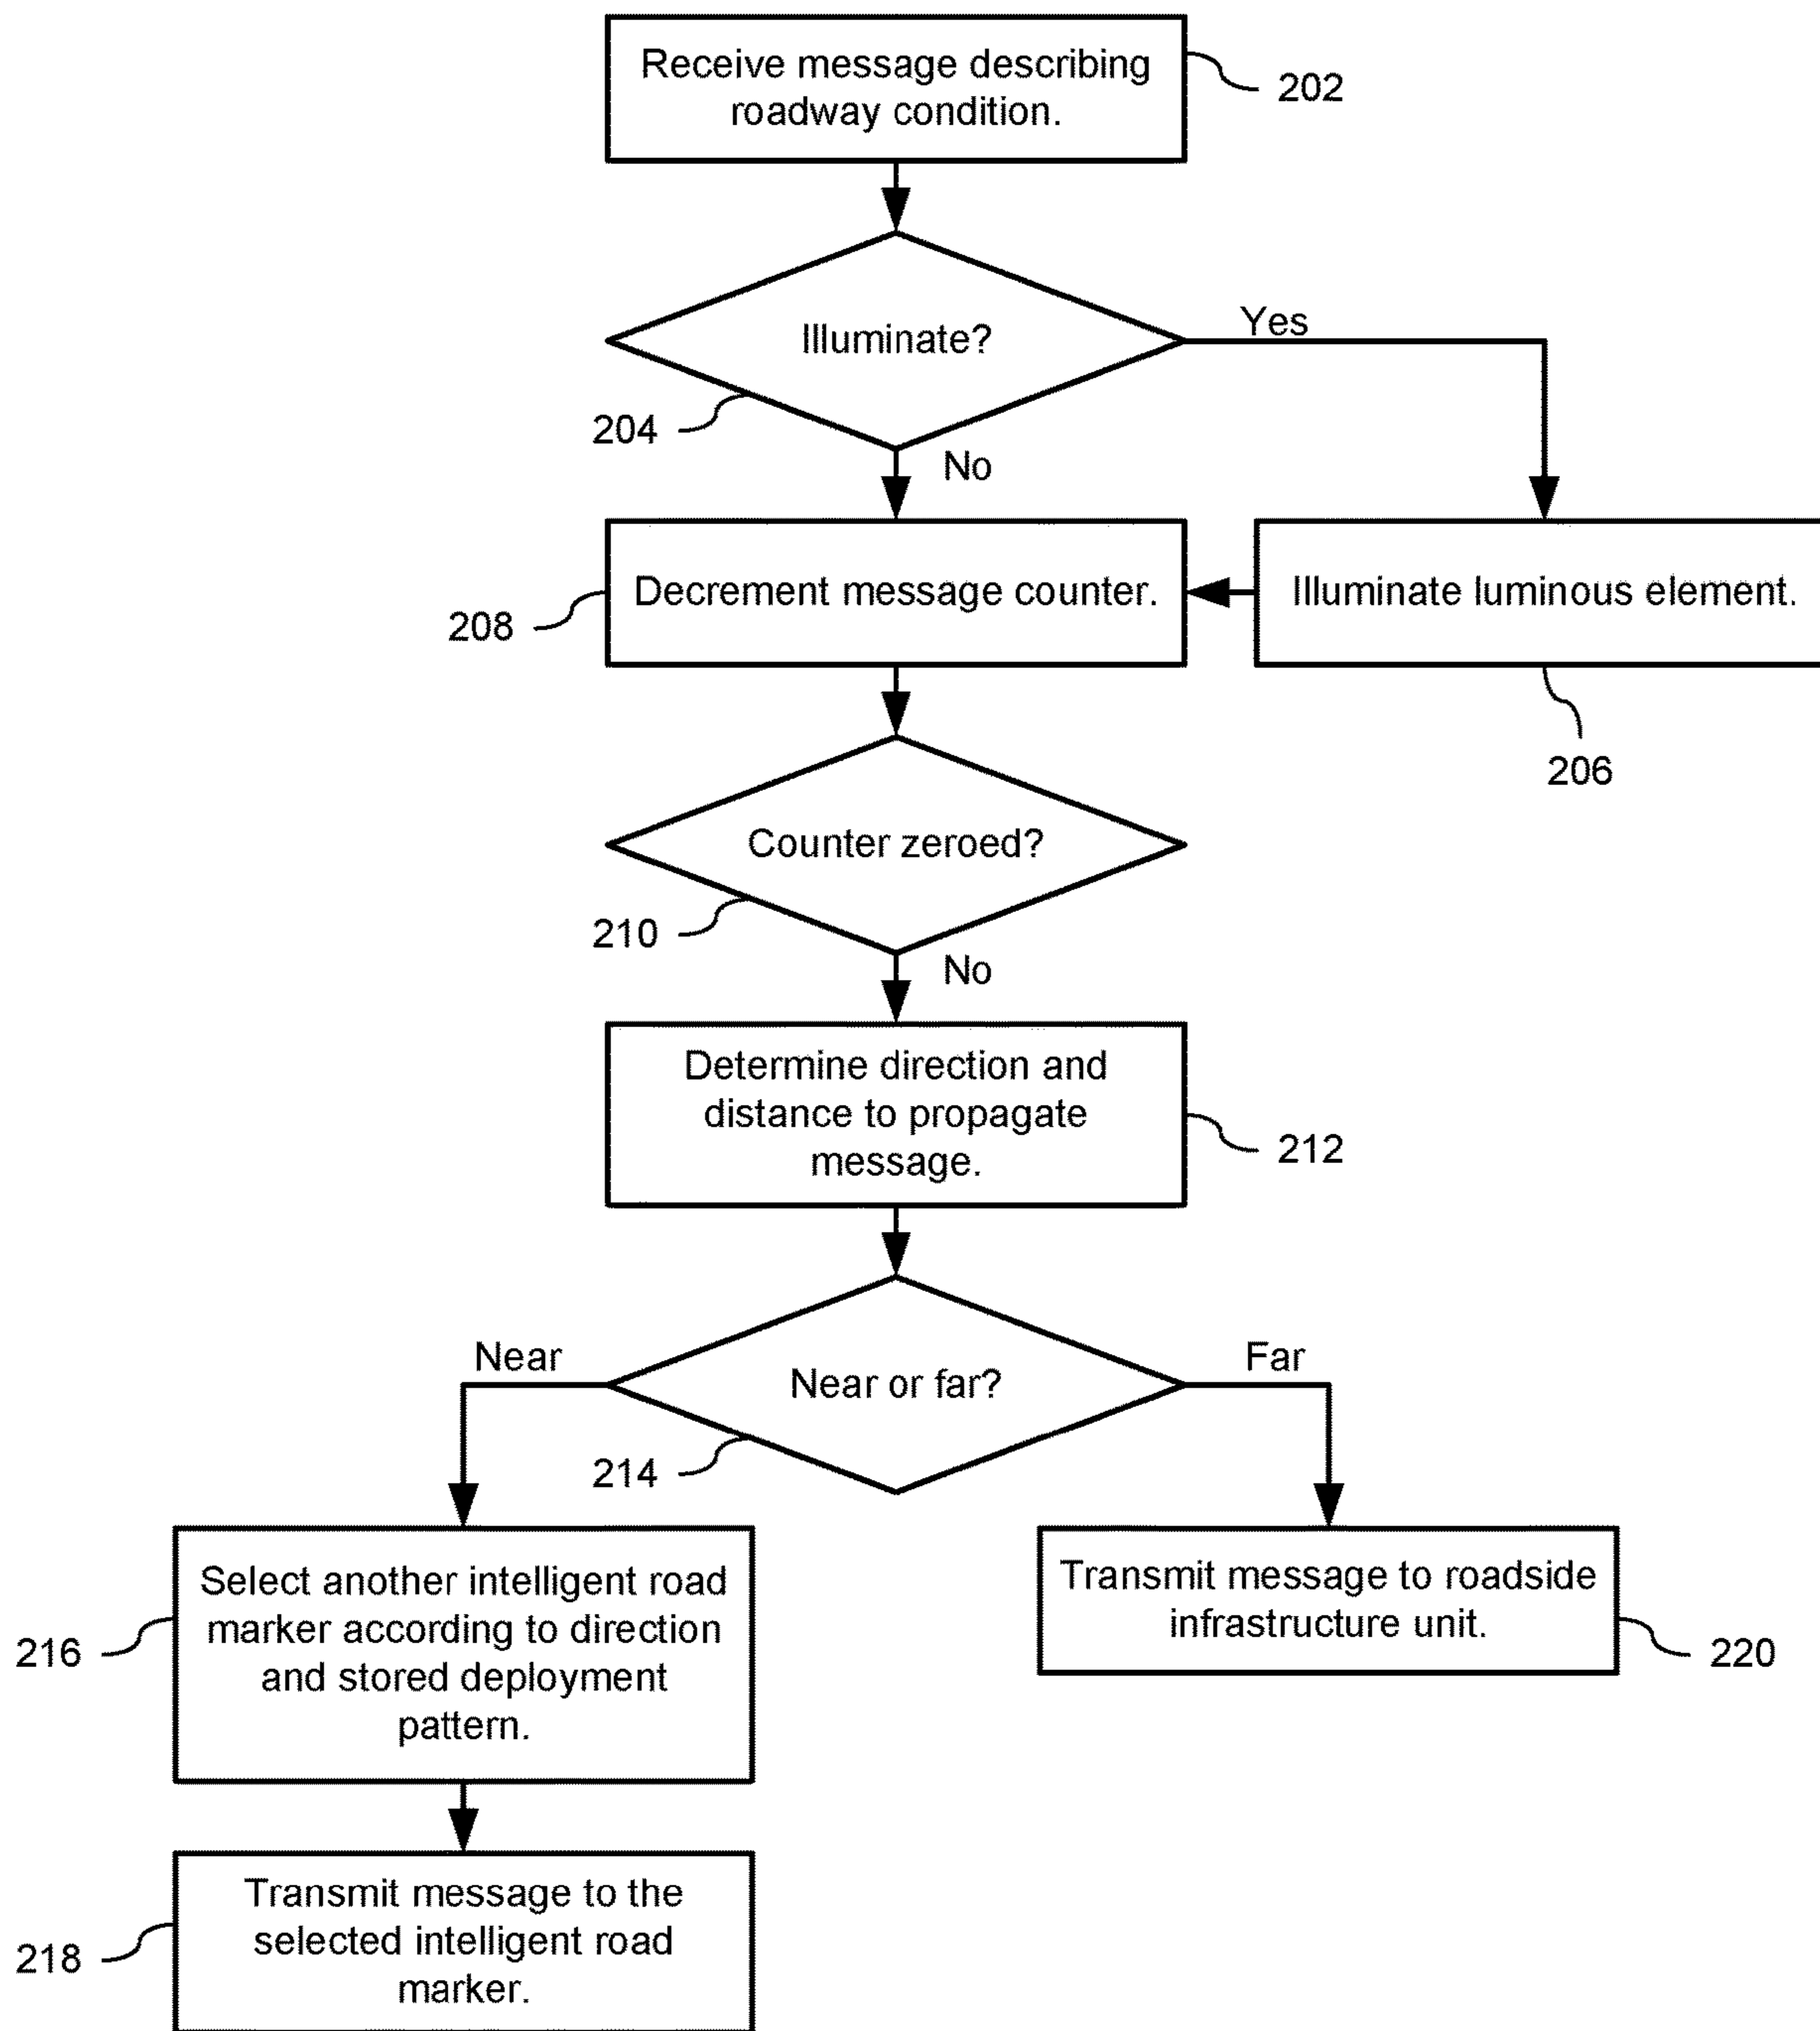 Receive message describing
roadway condition.
202
Illuminate?
Yes
204
No
Decrement message counter.
Illuminate luminous element.
208
206
Counter zeroed?
210
No
Determine direction and
distance to propagate
message.
212
Near
Near or far?
Far
214
Select another intelligent road
marker according to direction
and stored deployment
pattern.
216
Transmit message to roadside
infrastructure unit.
220
Transmit message to the
selected intelligent road
marker.
218